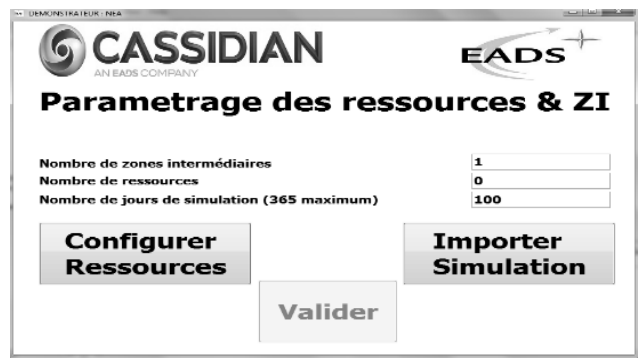 DEMONSTRATEUR - NEA
CASSIDIAN
AN EADS COMPANY
EADS
Parametrage des ressources & ZI
Nombre de zones intermédiaires 1
Nombre de ressources 0
Nombre de jours de simulation (365 maximum) 100
Configurer
Ressources
Importer
Simulation
Valider